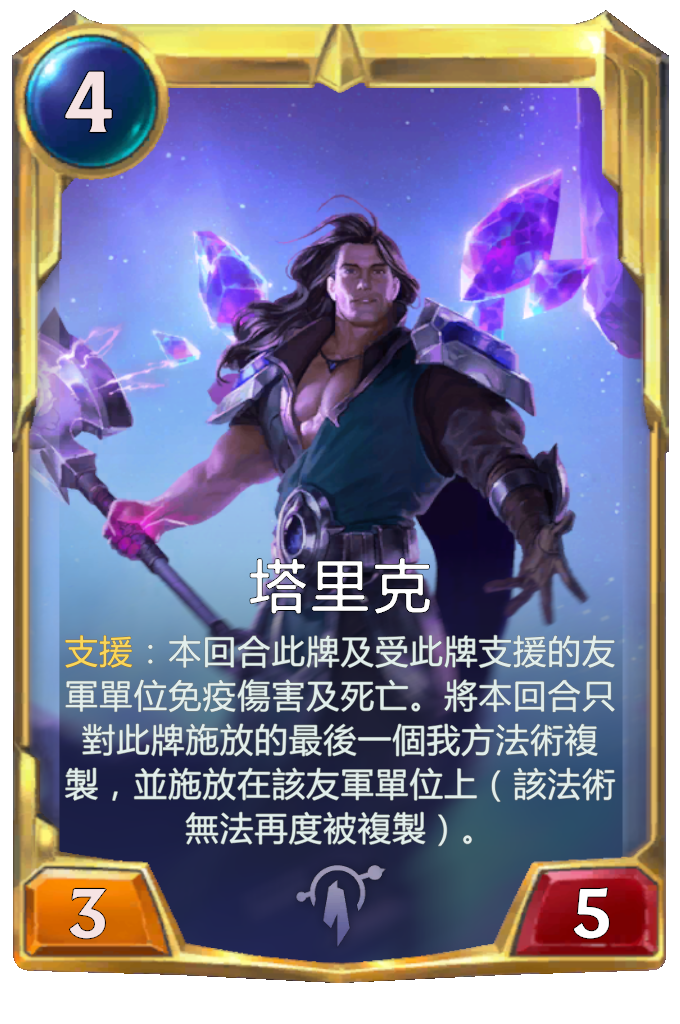 4
塔里克
支援：本回合此牌及受此牌支援的友
軍單位免疫傷害及死亡。將本回合只
對此牌施放的最後一個我方法術複
製，並施放在該友軍單位上（該法術
無法再度被複製）。
3
5